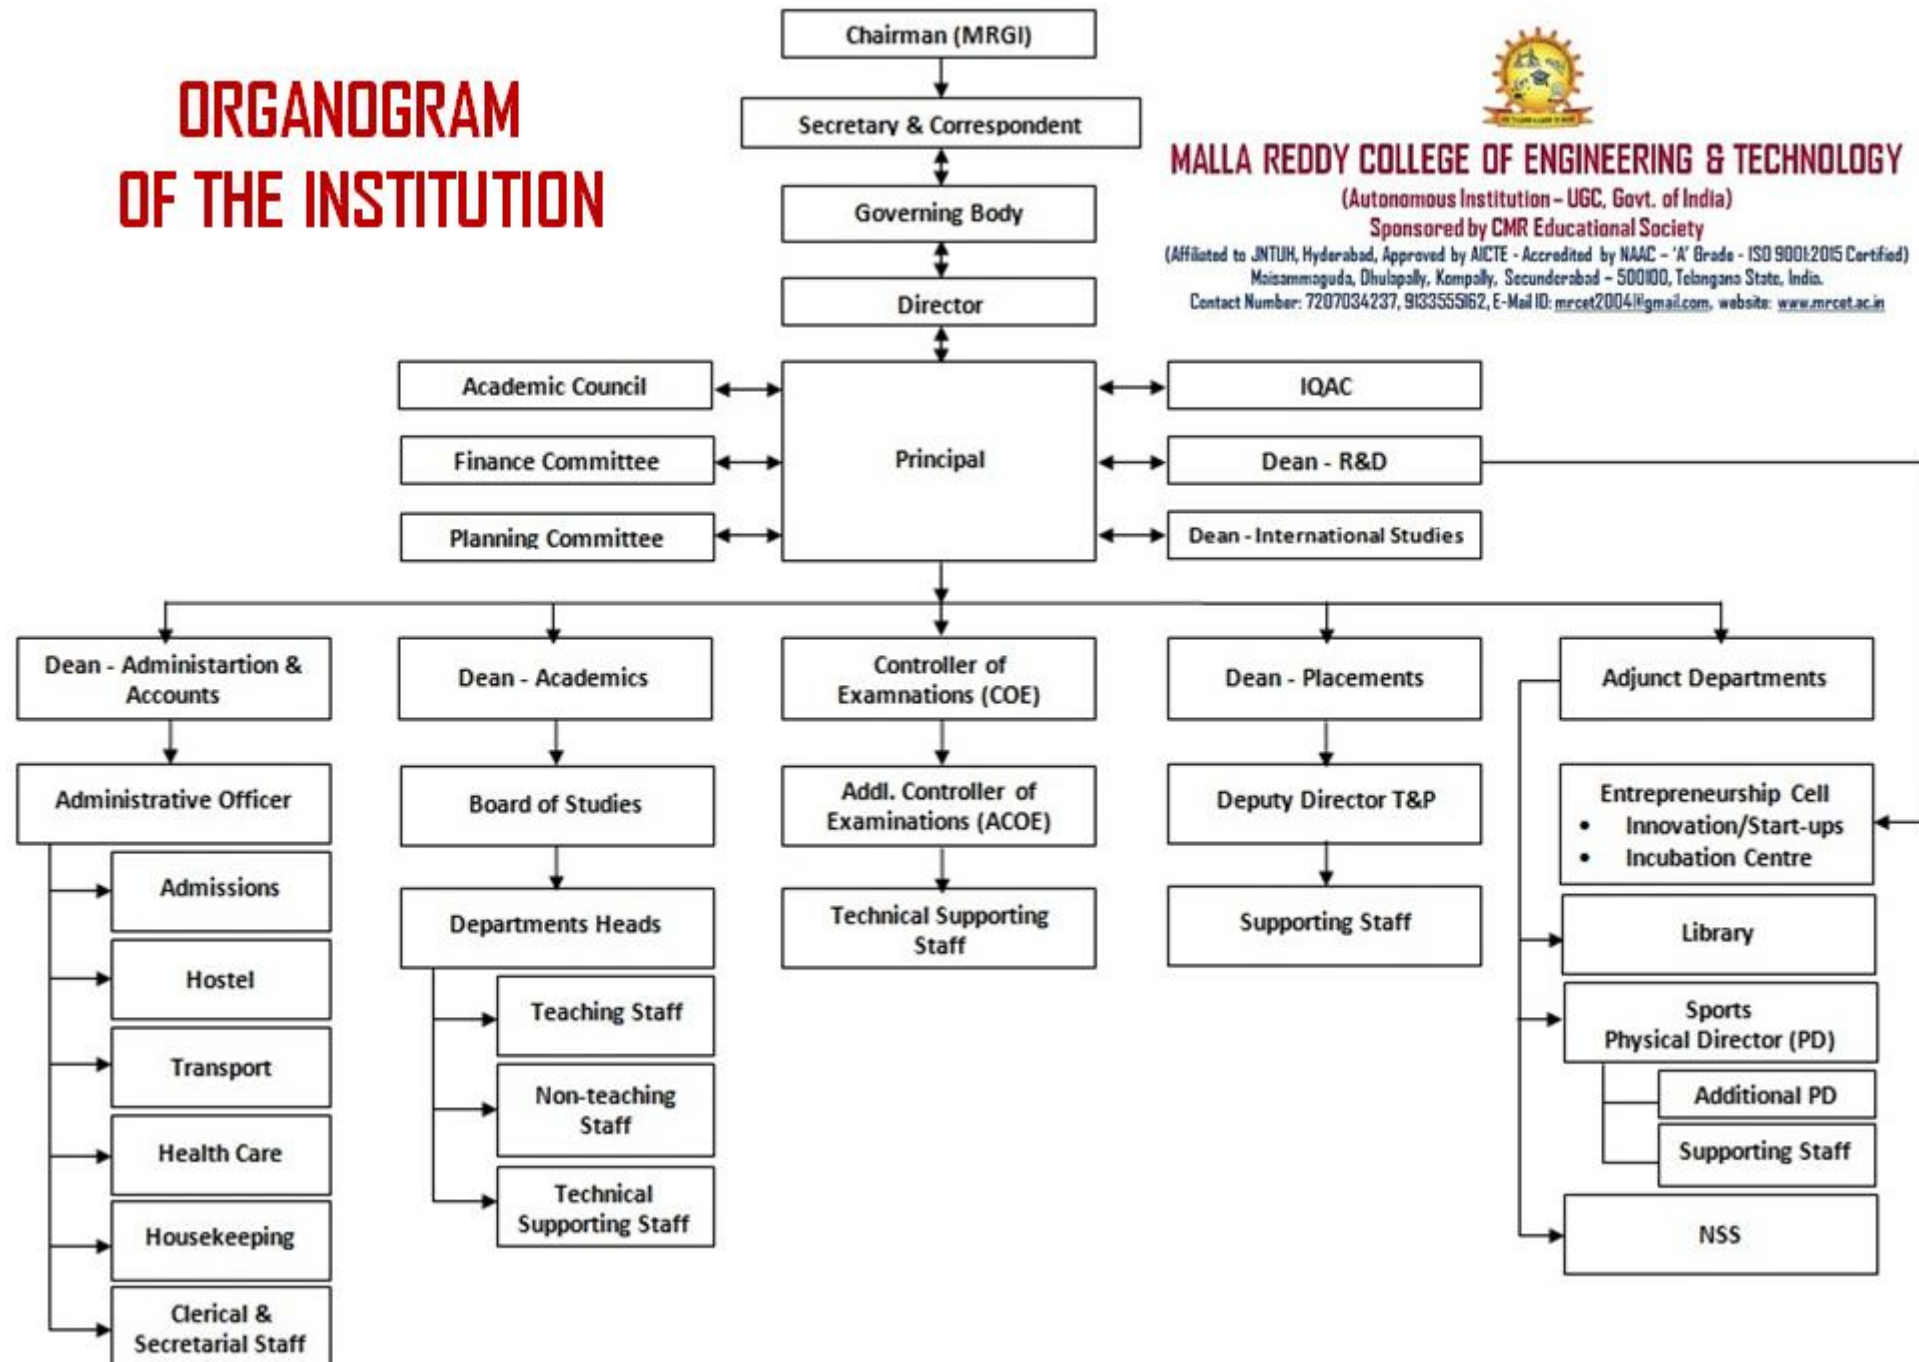 ORGANOGRAM
OF THE INSTITUTION
Chairman (MRGI)
Secretary & Correspondent
Governing Body
Director
MALLA REDDY COLLEGE OF ENGINEERING & TECHNOLOGY
(Autonomous Institution – UGC, Govt. of India)
Sponsored by CMR Educational Society
(Affiliated to JNTUH, Hyderabad, Approved by AICTE - Accredited by NAAC – 'A' Grade - ISO 9001:2015 Certified)
Maisammaguda, Dhulapally, Kompally, Secunderabad – 500100, Telangana State, India.
Contact Number: 7207034237, 9133555162, E-Mail ID: website: www.mrcet.ac.in
Academic Council
Finance Committee
Planning Committee
Principal
IQAC
Dean - R&D
Dean - International Studies
Dean - Administartion &
Accounts
Administrative Officer
Admissions
Hostel
Transport
Health Care
Housekeeping
Clerical &
Secretarial Staff
Dean - Academics
Board of Studies
Departments Heads
Teaching Staff
Non-teaching
Staff
Technical
Supporting Staff
Controller of
Examnations (COE)
Addl. Controller of
Examinations (ACOE)
Technical Supporting
Staff
Dean - Placements
Deputy Director T&P
Supporting Staff
Adjunct Departments
Entrepreneurship Cell
• Innovation/Start-ups
• Incubation Centre
Library
Sports
Physical Director (PD)
Additional PD
Supporting Staff
NSS